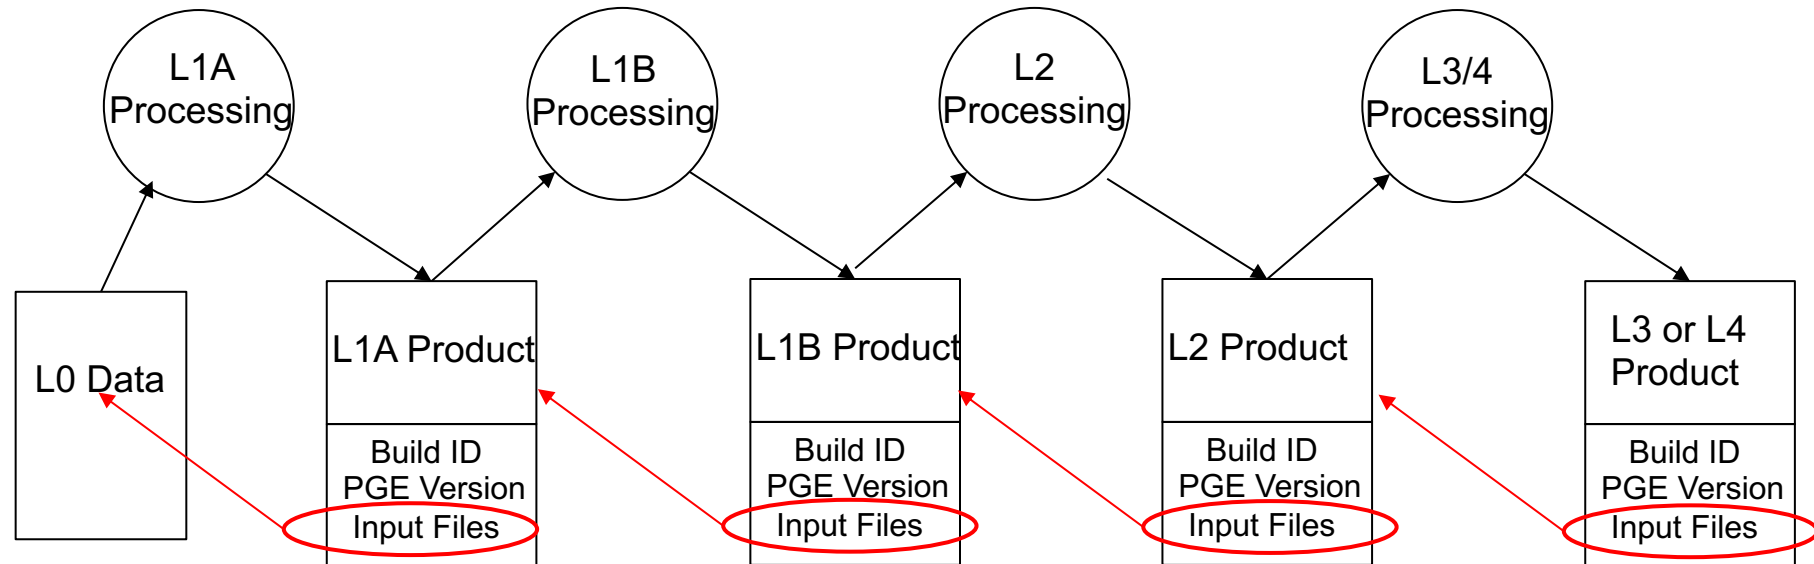 L1A
Processing
L1B
Processing
L2
Processing
L3/4
Processing
L0 Data
L1A Product
Build ID
PGE Version
Input Files
L1B Product
Build ID
PGE Version
Input Files
L2 Product
Build ID
PGE Version
Input Files
L3 or L4
Product
Build ID
PGE Version
Input Files